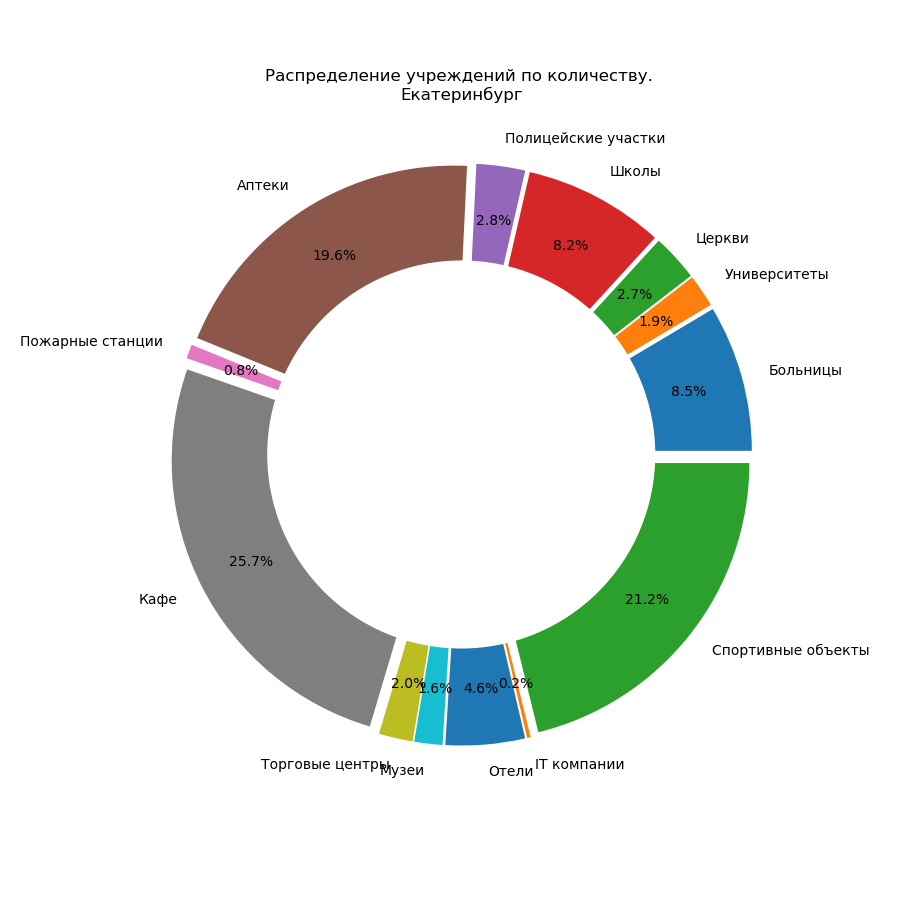 Распределение учреждений по количеству.
Екатеринбург
Полицейские участки
Школы
Аптеки
2.8%
Церкви
8.2%
19.6%
Университеты
2.7%
1.9%
Пожарные станции
0.8%
Больницы
8.5%
25.7%
Кафе
21.2%
Спортивные объекты
2.0%
1.6%
4.6%
0.2%
Торговые центры
Музеи
Отели
IT компании